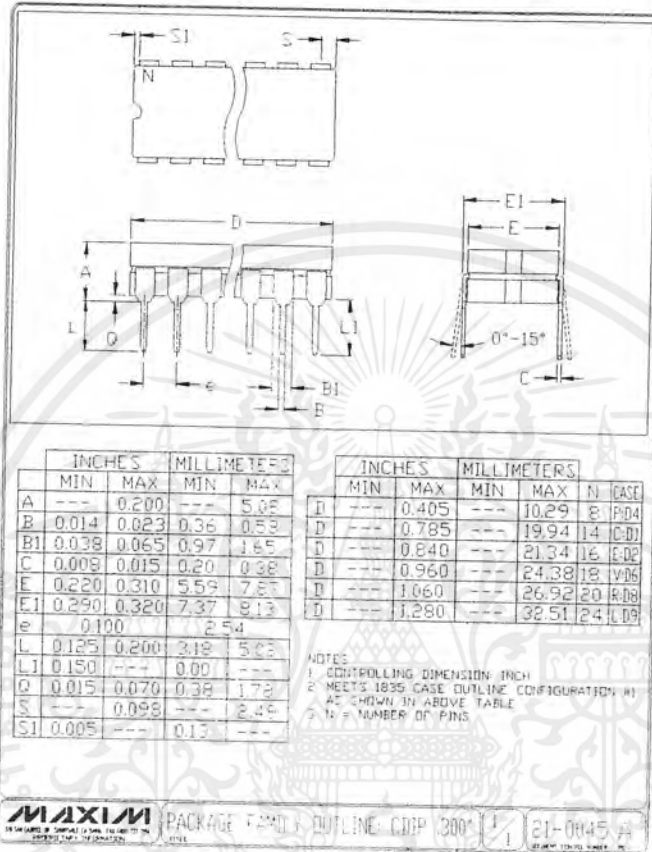 S1 S
N
D
E1
E
A
L
Q
L1
0°-15°
e
B1
B
C
INCHES MILLIMETERS
MIN MAX MIN MAX
A --- 0.200 --- 5.08
B 0.014 0.023 0.36 0.58
B1 0.038 0.065 0.97 1.65
C 0.008 0.015 0.20 0.38
E 0.220 0.310 5.59 7.87
E1 0.290 0.320 7.37 8.13
e 0.100 2.54
L 0.125 0.200 3.18 5.08
L1 0.150 --- 0.00 ---
Q 0.015 0.070 0.38 1.78
S --- 0.098 --- 2.49
S1 0.005 --- 0.13 ---
INCHES MILLIMETERS
MIN MAX MIN MAX N CASE
D --- 0.405 --- 10.29 8 P:D4
D --- 0.785 --- 19.94 14 C:D1
D --- 0.840 --- 21.34 16 E:D2
D --- 0.960 --- 24.38 18 V:D6
D --- 1.060 --- 26.92 20 R:D8
D --- 1.280 --- 32.51 24 L:D9
NOTES
1 CONTROLLING DIMENSION: INCH
2 MEETS 1835 CASE OUTLINE CONFIGURATION #1
AS SHOWN IN ABOVE TABLE
3 N = NUMBER OF PINS
MAXIM
PROPRIETARY INFORMATION
PACKAGE FAMILY OUTLINE: CDIP .300"
TITLE
1/1
21-0045 A